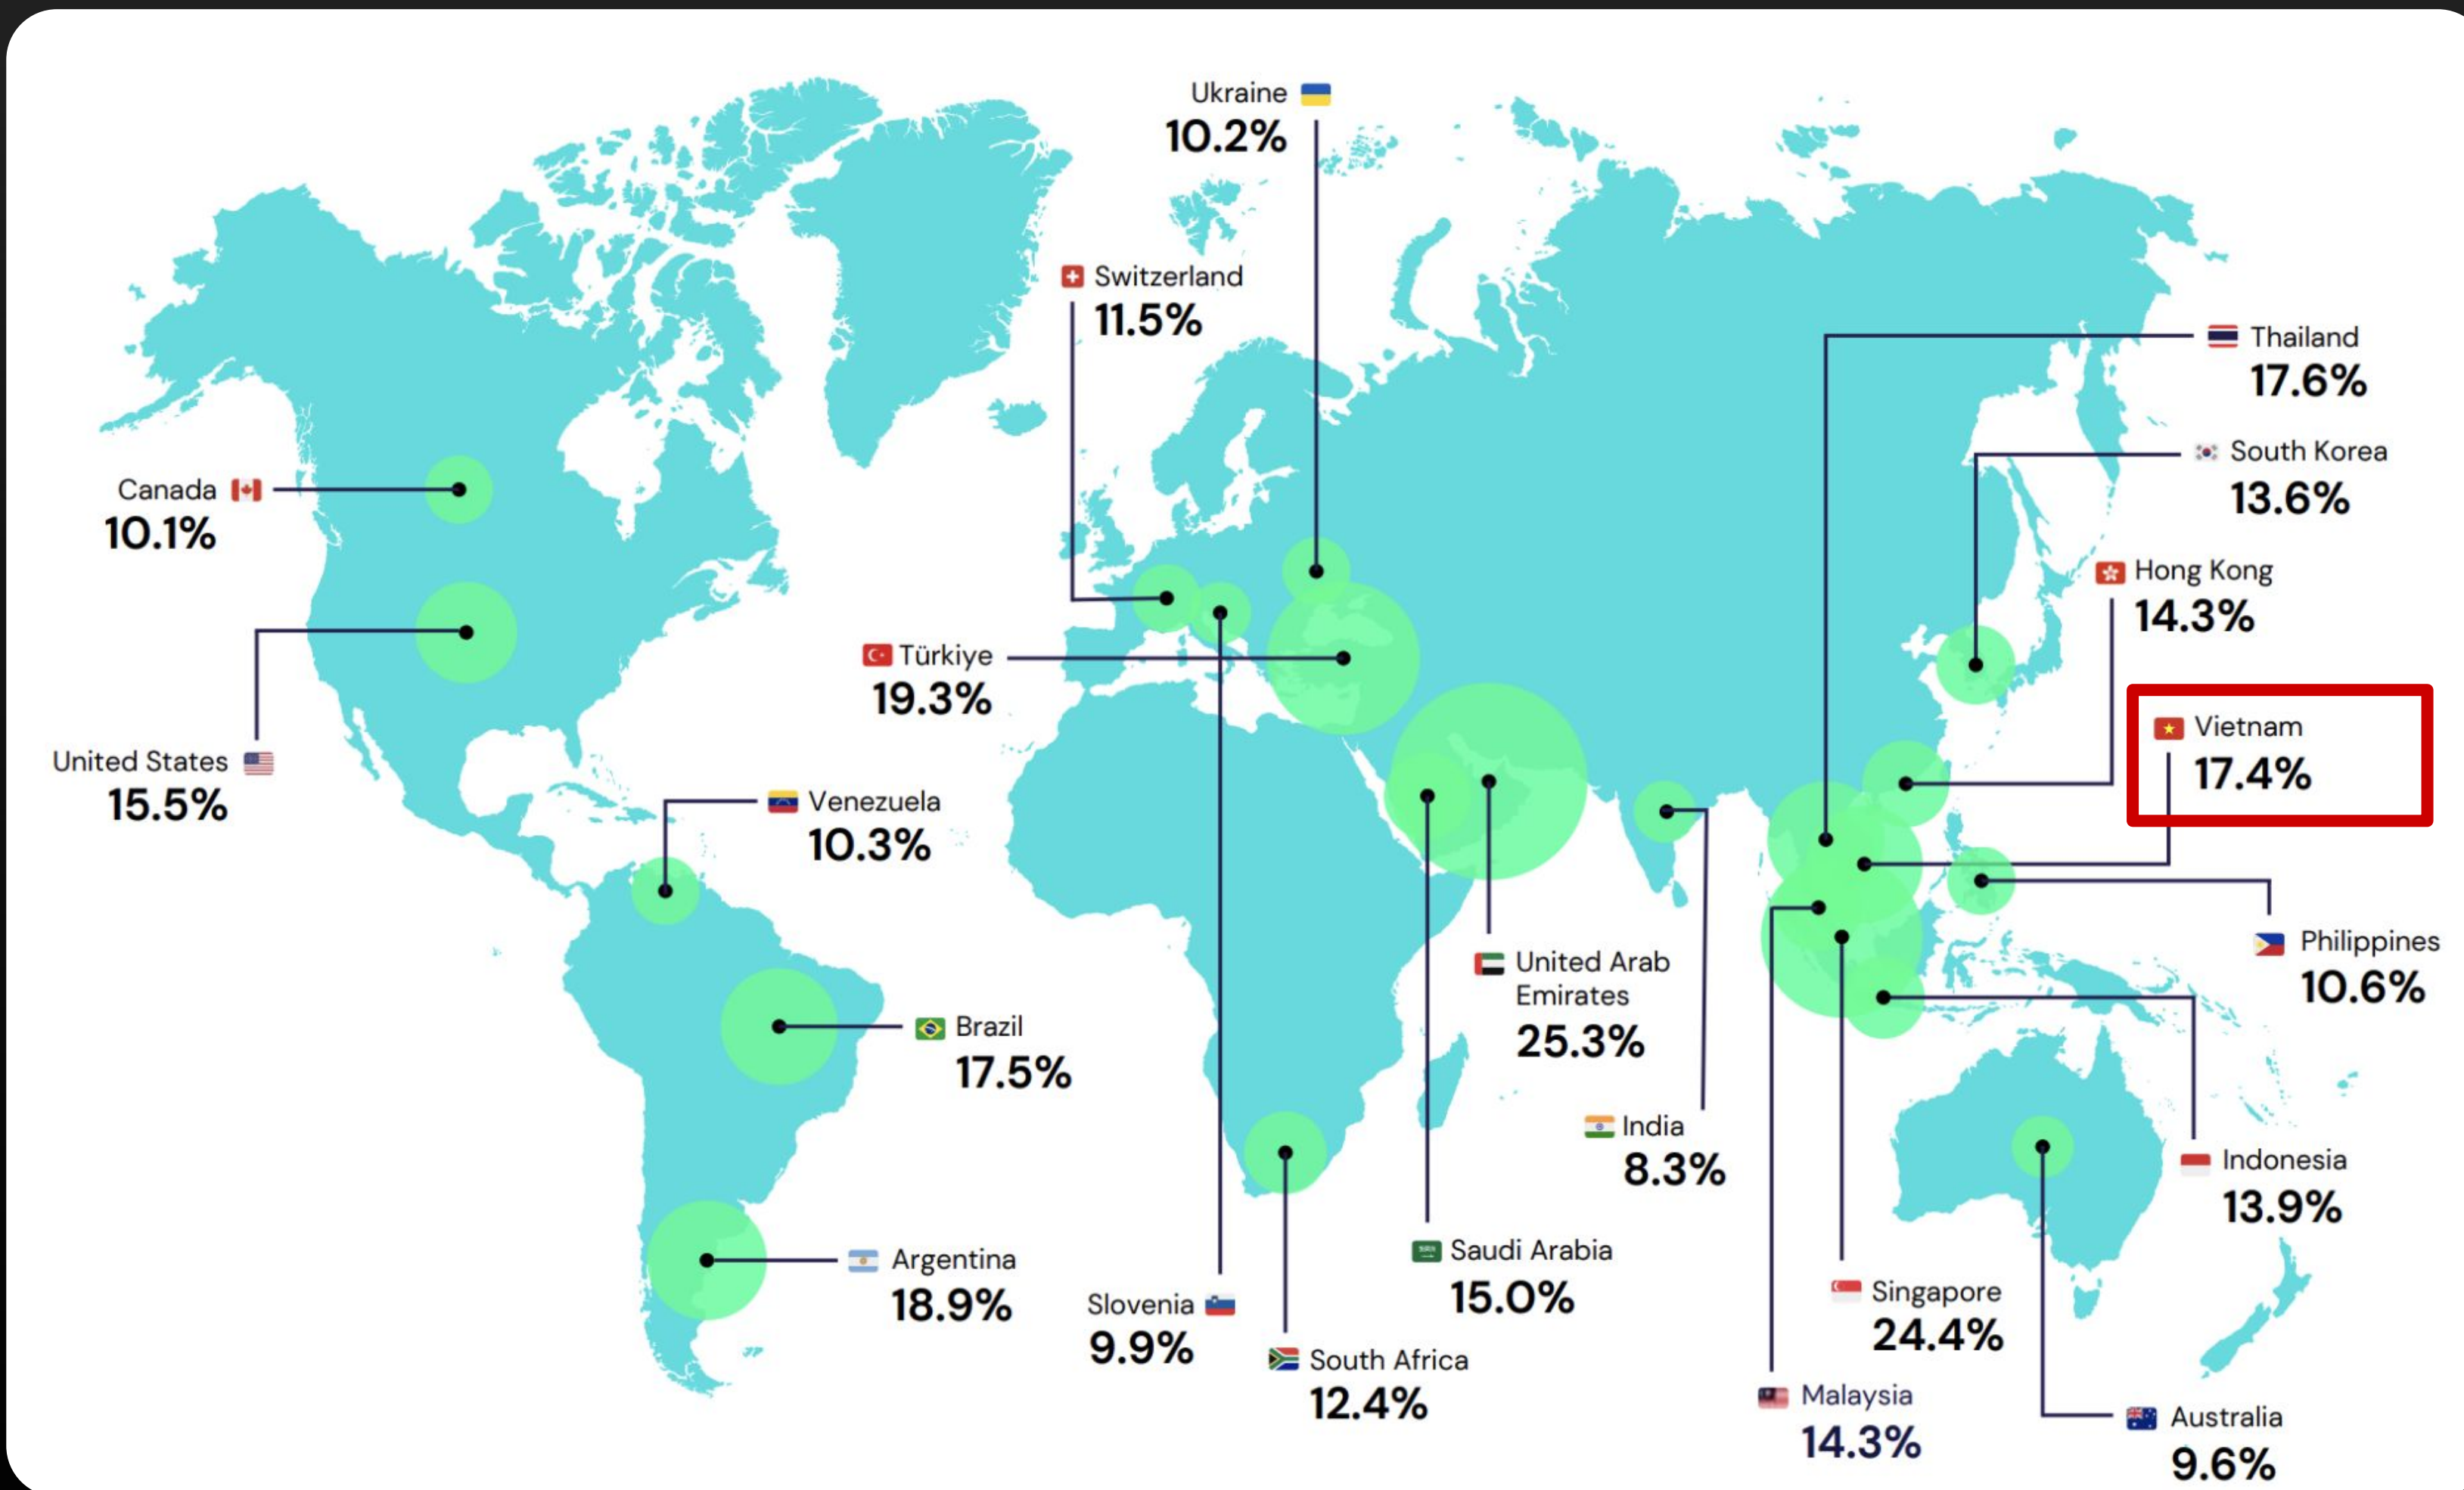 Ukraine
10.2%
Switzerland
11.5%
Thailand
17.6%
South Korea
13.6%
Canada
10.1%
Hong Kong
14.3%
Türkiye
19.3%
Vietnam
17.4%
United States
15.5%
Venezuela
10.3%
Philippines
10.6%
United Arab
Emirates
25.3%
Brazil
17.5%
India
8.3%
Indonesia
13.9%
Argentina
18.9%
Saudi Arabia
15.0%
Slovenia
9.9%
Singapore
24.4%
South Africa
12.4%
Malaysia
14.3%
Australia
9.6%